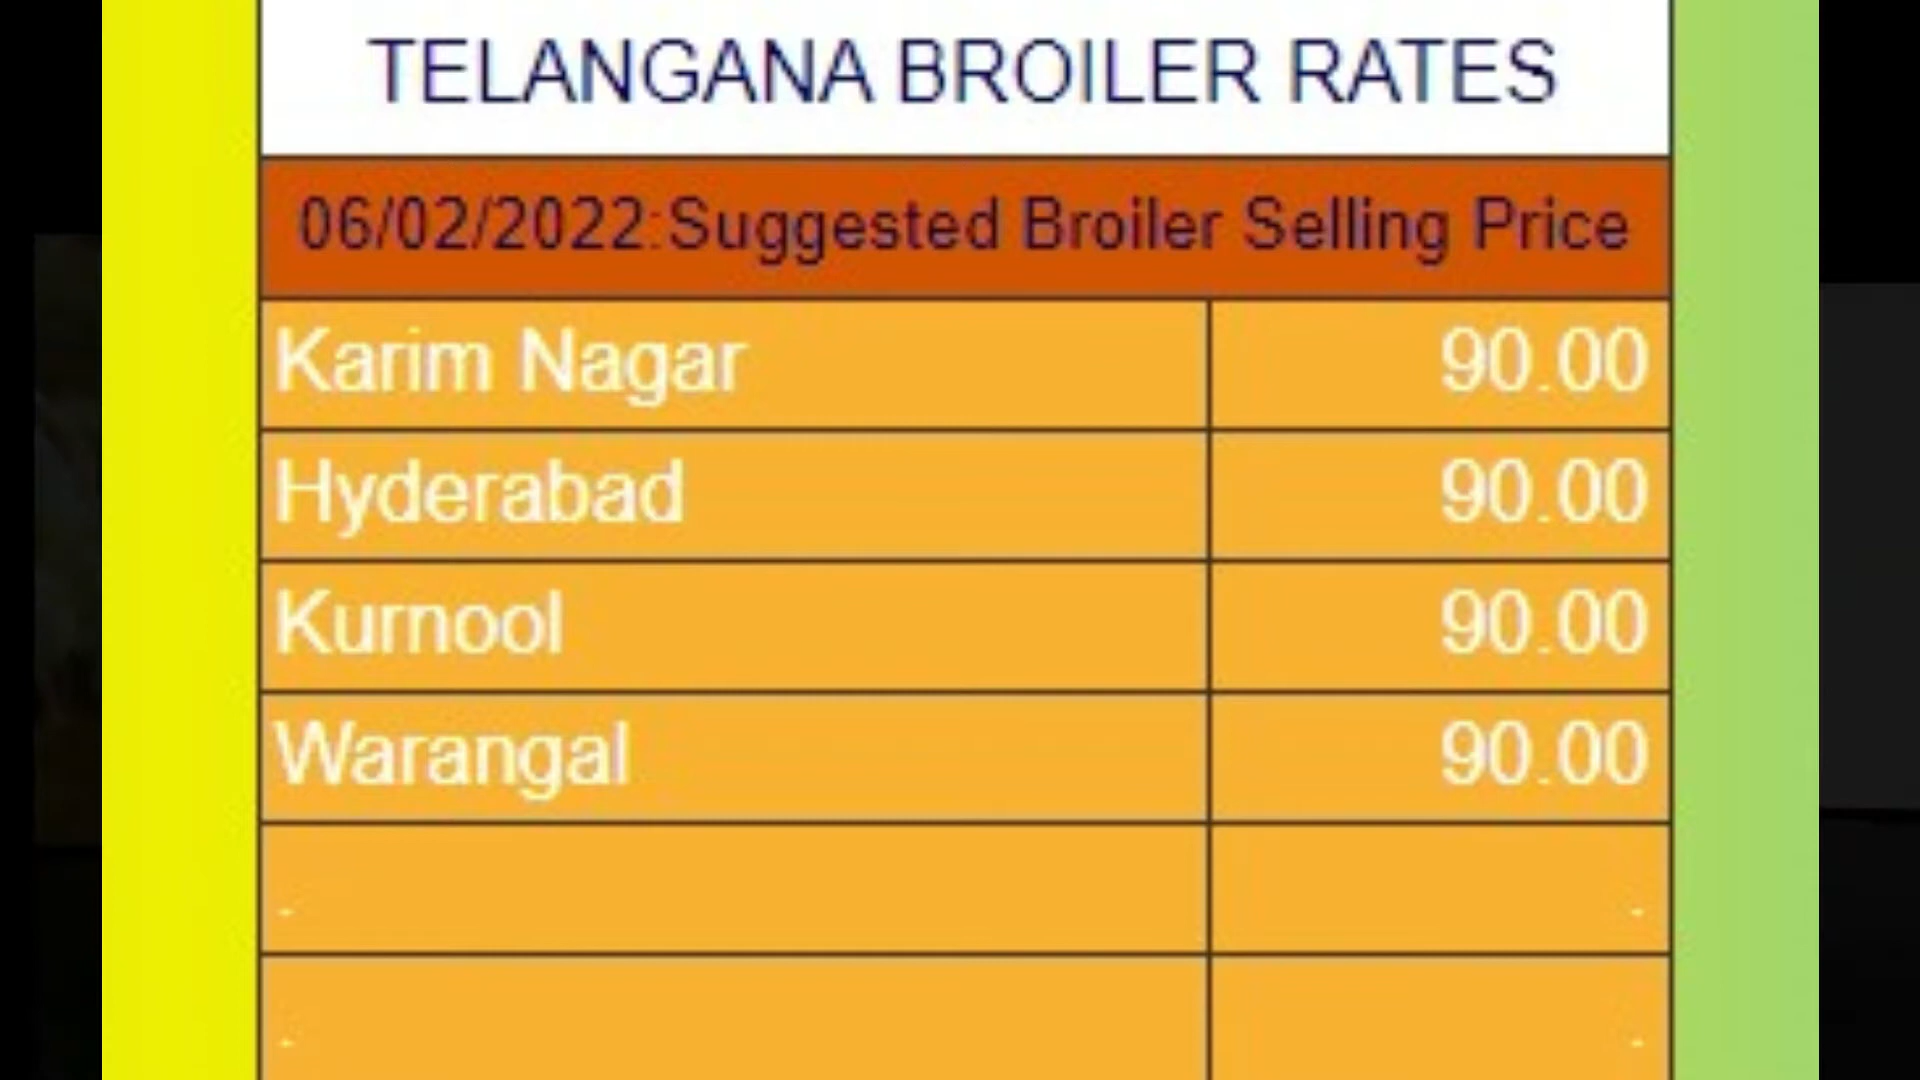 TELANGANA BROILER RATES
06/02/2022:Suggested Broiler Selling Price
Karim Nagar 90.00
Hyderabad 90.00
Kurnool 90.00
Warangal 90.00
- -
- -